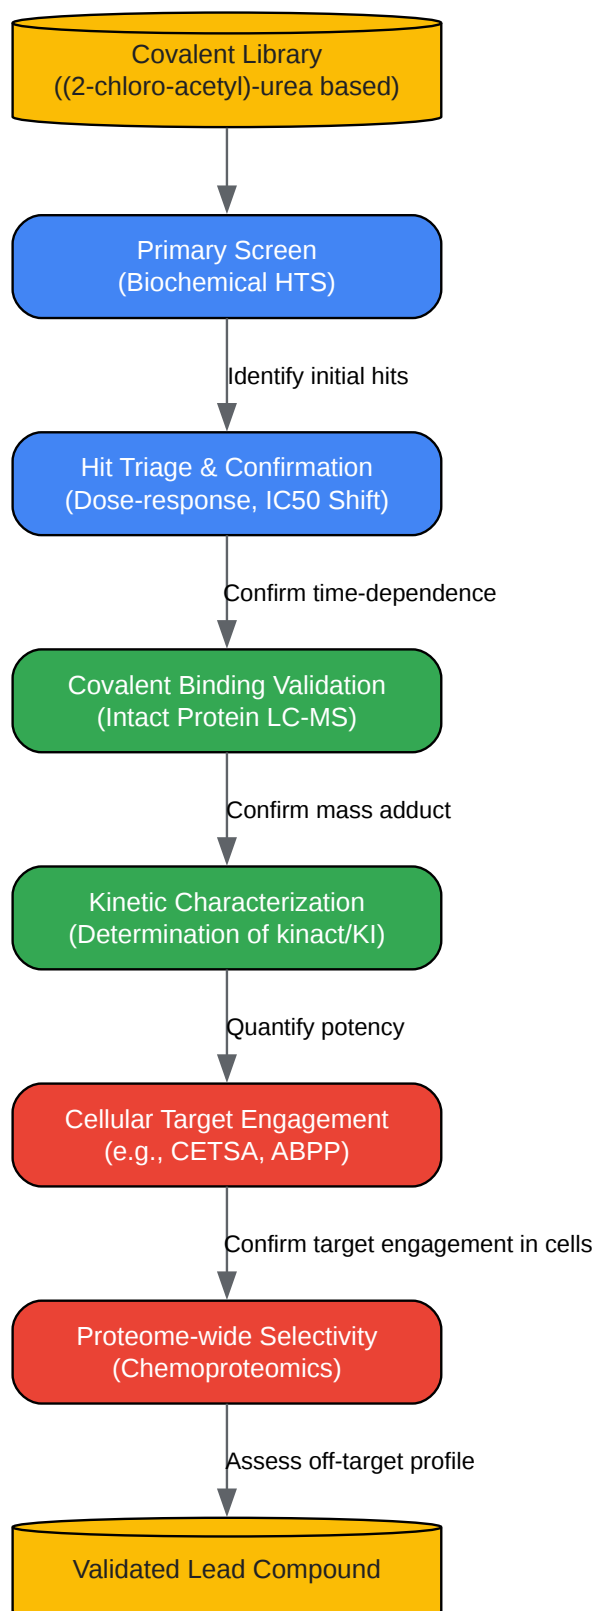 Covalent Library
((2-chloro-acetyl)-urea based)
Primary Screen
(Biochemical HTS)
Identify initial hits
Hit Triage & Confirmation
(Dose-response, IC50 Shift)
Confirm time-dependence
Covalent Binding Validation
(Intact Protein LC-MS)
Confirm mass adduct
Kinetic Characterization
(Determination of kinact/KI)
Quantify potency
Cellular Target Engagement
(e.g., CETSA, ABPP)
Confirm target engagement in cells
Proteome-wide Selectivity
(Chemoproteomics)
Assess off-target profile
Validated Lead Compound